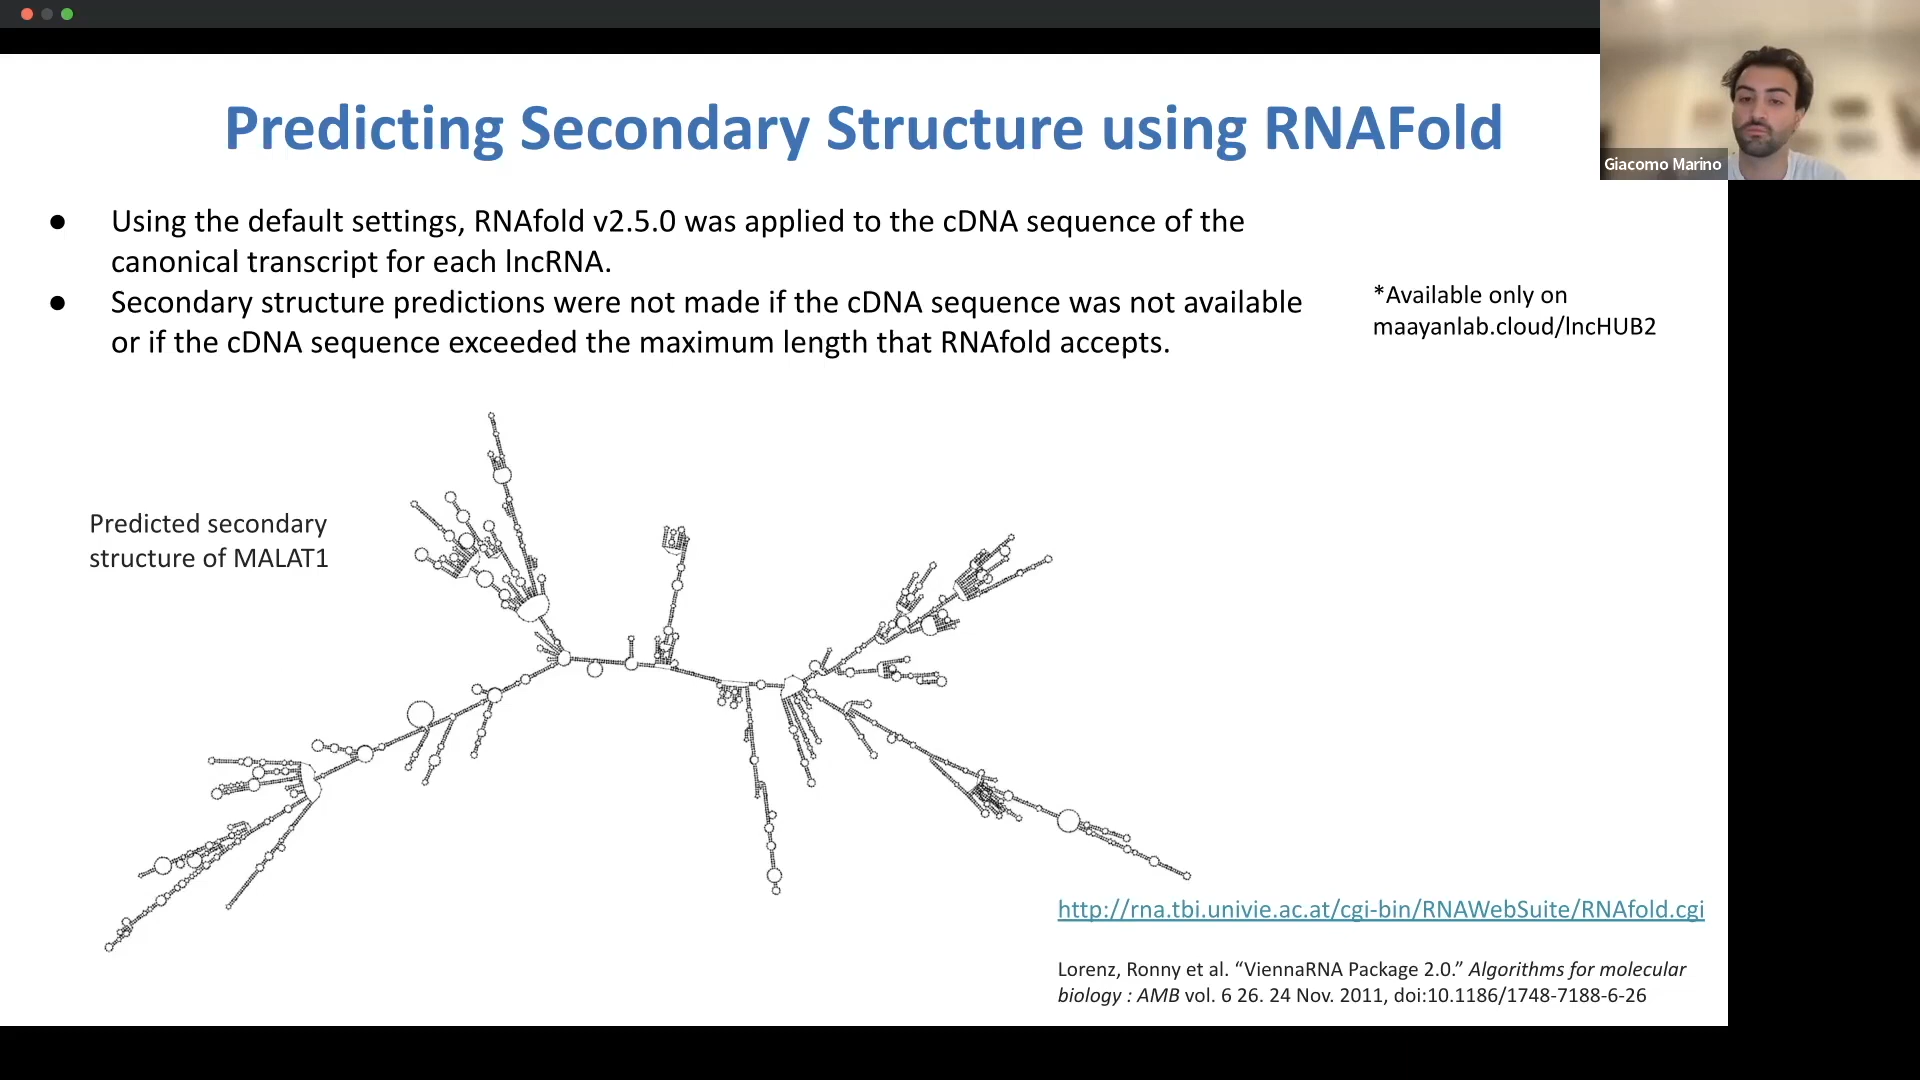 Predicting Secondary Structure using RNAFold
Giacomo Marino
● Using the default settings, RNAfold v2.5.0 was applied to the cDNA sequence of the
canonical transcript for each lncRNA.
● Secondary structure predictions were not made if the cDNA sequence was not available
or if the cDNA sequence exceeded the maximum length that RNAfold accepts.
*Available only on
maayanlab.cloud/lncHUB2
Predicted secondary
structure of MALAT1
http://rna.tbi.univie.ac.at/cgi-bin/RNAWebSuite/RNAfold.cgi
Lorenz, Ronny et al. “ViennaRNA Package 2.0.” Algorithms for molecular
biology : AMB vol. 6 26. 24 Nov. 2011, doi:10.1186/1748-7188-6-26